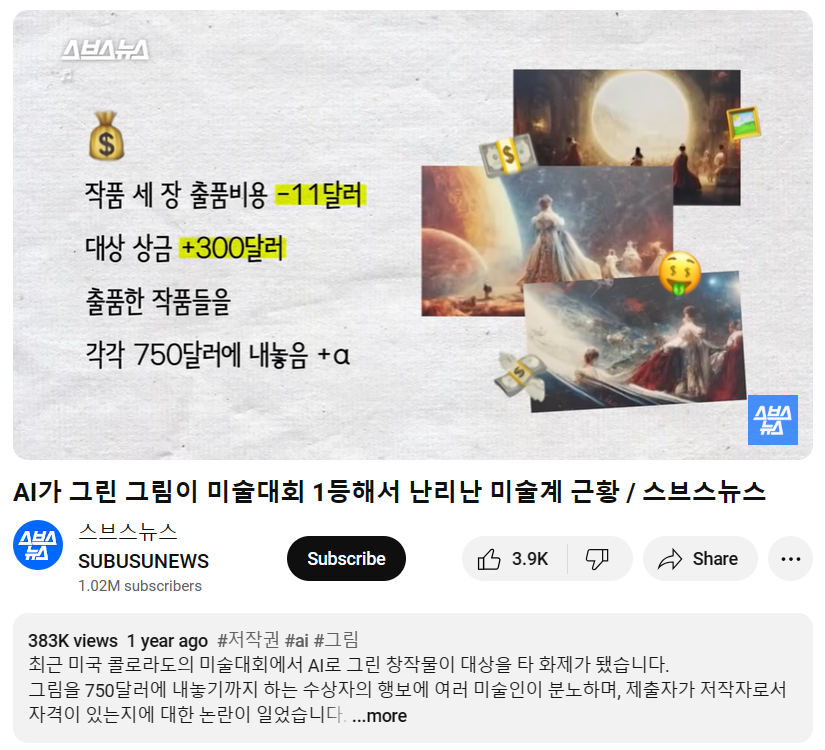 스브스뉴스
작품 세 장 출품비용 -11달러
대상 상금 +300달러
출품한 작품들을
각각 750달러에 내놓음 +α
스브스
뉴스
AI가 그린 그림이 미술대회 1등해서 난리난 미술계 근황 / 스브스뉴스
스브스
뉴스
스브스뉴스
SUBUSUNEWS
1.02M subscribers
Subscribe
3.9K
Share
383K views 1 year ago #저작권 #ai #그림
최근 미국 콜로라도의 미술대회에서 AI로 그린 창작물이 대상을 타 화제가 됐습니다.
그림을 750달러에 내놓기까지 하는 수상자의 행보에 여러 미술인이 분노하며, 제출자가 저작자로서
자격이 있는지에 대한 논란이 일었습니다. ...more